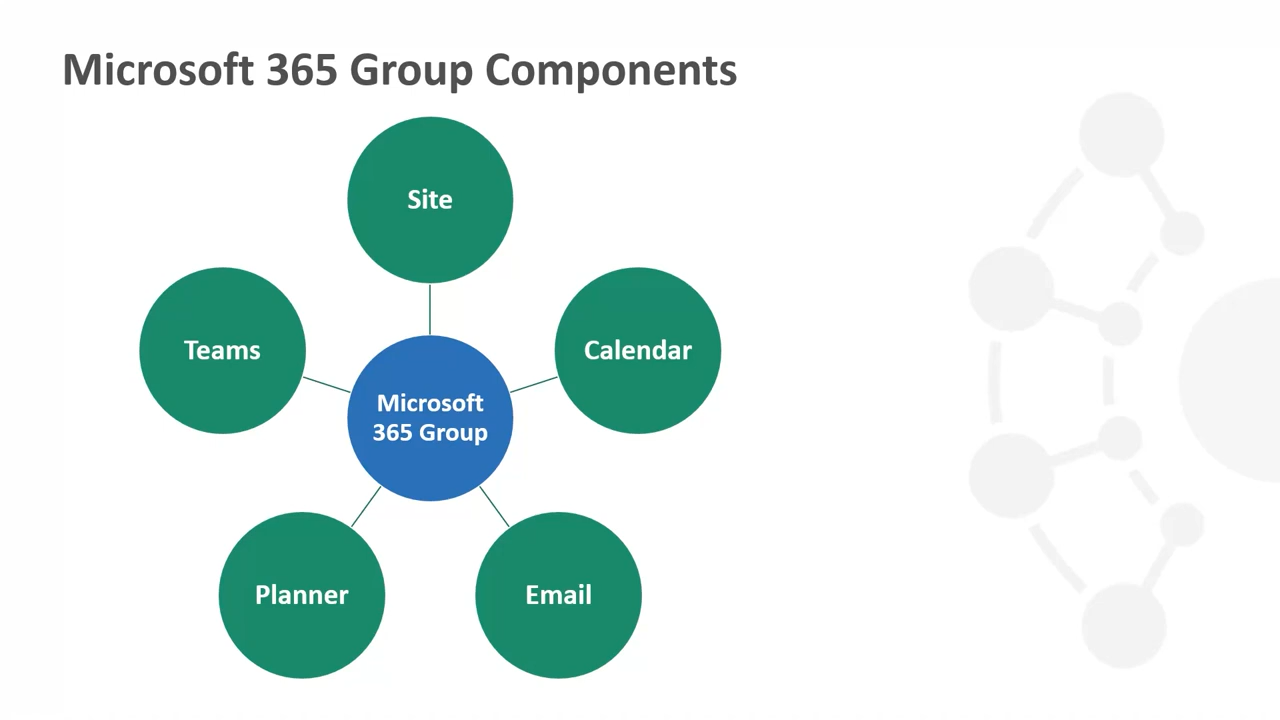 Microsoft 365 Group Components
Site
Teams
Calendar
Microsoft
365 Group
Planner
Email